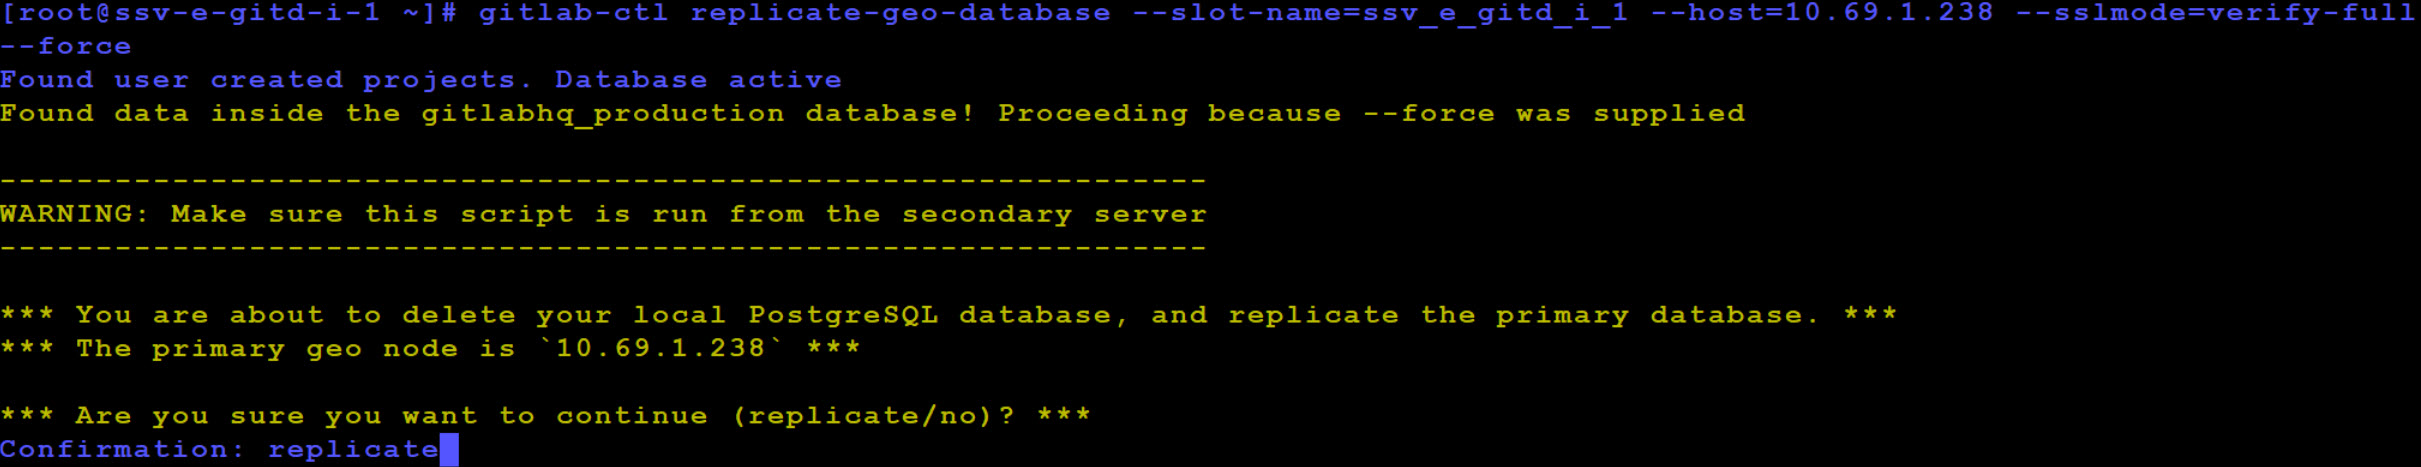 [root@ssv-e-gitd-i-1 ~]# gitlab-ctl replicate-geo-database --slot-name=ssv_e_gitd_i_1 --host=10.69.1.238 --sslmode=verify-full
--force
Found user created projects. Database active
Found data inside the gitlabhq_production database! Proceeding because --force was supplied
---------------------------------------------------------------
WARNING: Make sure this script is run from the secondary server
---------------------------------------------------------------
*** You are about to delete your local PostgreSQL database, and replicate the primary database. ***
*** The primary geo node is `10.69.1.238` ***
*** Are you sure you want to continue (replicate/no)? ***
Confirmation: replicate